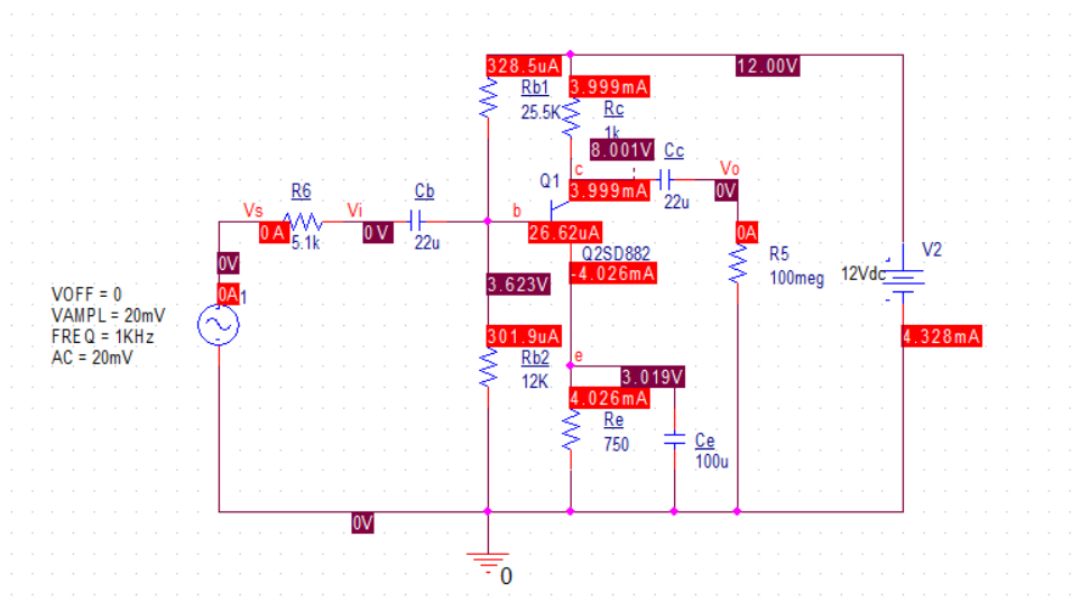 328.5uA
12.00V
Rb1
3.999mA
25.5K
Rc
1k
8.001V
Cc
c
Vo
Q1
3.999mA
0V
R6
Cb
22u
Vs
Vi
b
0A
0V
26.62uA
0A
5.1k
22u
Q2SD882
R5
V2
0V
-4.026mA
100meg
12Vdc
3.623V
VOFF = 0
0A
1
VAMPL = 20mV
FREQ = 1KHz
301.9uA
4.328mA
AC = 20mV
Rb2
e
12K
3.019V
4.026mA
Re
750
Ce
100u
0V
0